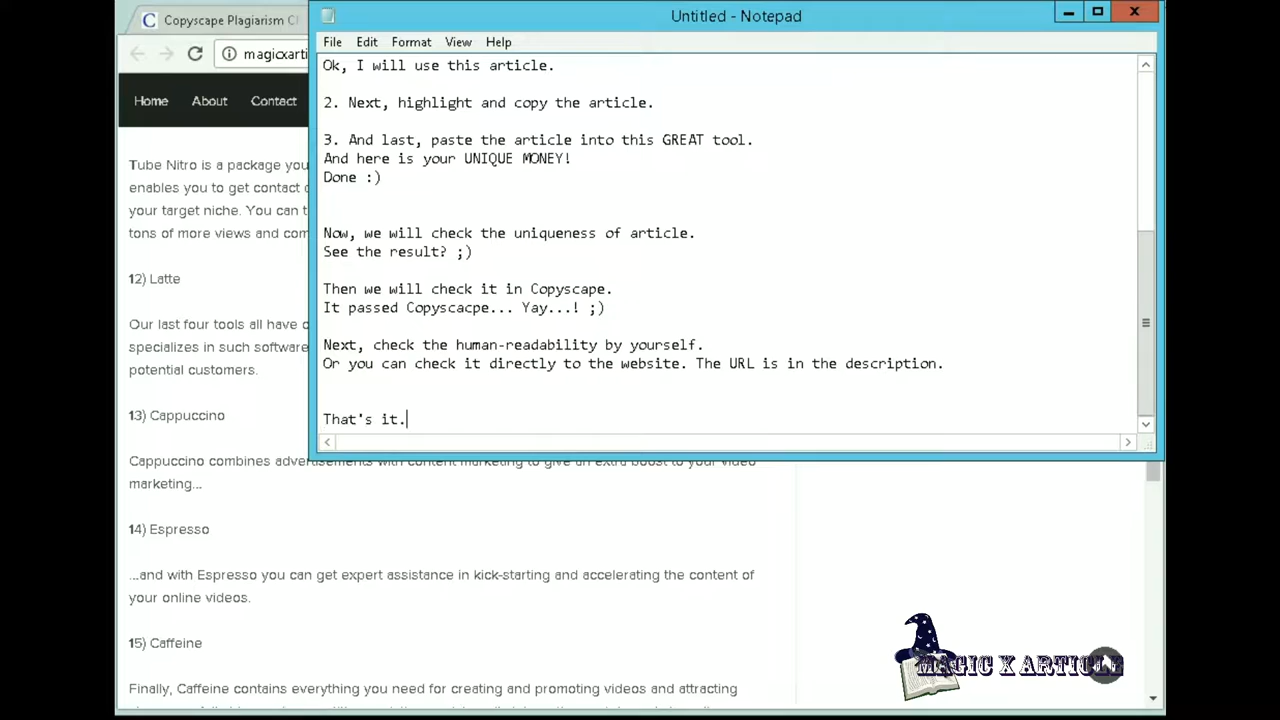 Copyscape Plagiarism C
Untitled - Notepad
File Edit Format View Help
magicxarti
Home About Contact
Ok, I will use this article.
2. Next, highlight and copy the article.
3. And last, paste the article into this GREAT tool.
And here is your UNIQUE MONEY!
Done :)
Now, we will check the uniqueness of article.
See the result? ;)
Then we will check it in Copyscape.
It passed Copyscacpe... Yay...! ;)
Next, check the human-readability by yourself.
Or you can check it directly to the website. The URL is in the description.
That's it.
Tube Nitro is a package you
enables you to get contact
your target niche. You can t
tons of more views and com
12) Latte
Our last four tools all have
specializes in such software
potential customers.
13) Cappuccino
Cappuccino combines advertisements with content marketing to give an extra boost to your video
marketing...
14) Espresso
...and with Espresso you can get expert assistance in kick-starting and accelerating the content of
your online videos.
15) Caffeine
Finally, Caffeine contains everything you need for creating and promoting videos and attracting
MAGIC X ARTICLE